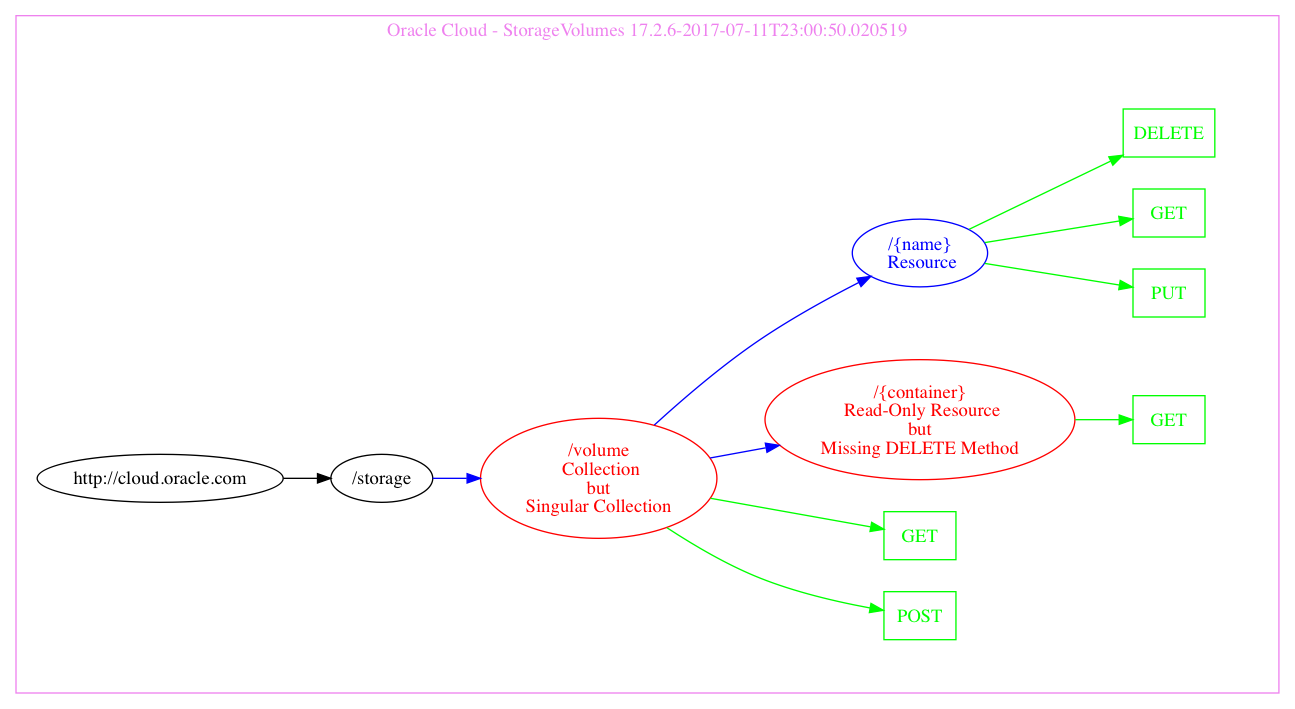 Oracle Cloud - StorageVolumes 17.2.6-2017-07-11T23:00:50.020519
http://cloud.oracle.com
/storage
/volume
Collection
but
Singular Collection
/{name}
Resource
DELETE
GET
PUT
/{container}
Read-Only Resource
but
Missing DELETE Method
GET
GET
POST